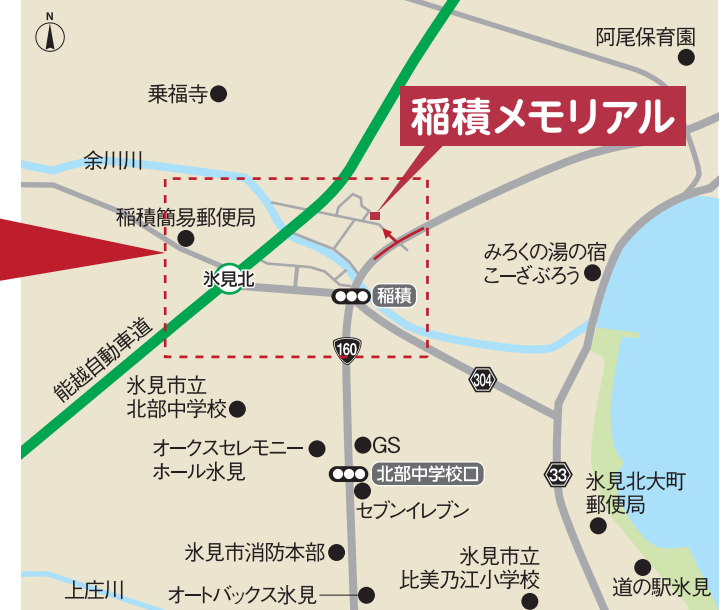 N
阿尾保育園
乗福寺
稲積メモリアル
余川川
稲積簡易郵便局
みろくの湯の宿
こーざぶろう
氷見北
稲積
160
能越自動車道
304
氷見市立
北部中学校
オークスセレモニー
ホール氷見
GS
北部中学校口
33
氷見北大町
郵便局
セブンイレブン
氷見市消防本部
氷見市立
比美乃江小学校
上庄川
オートバックス氷見
道の駅氷見